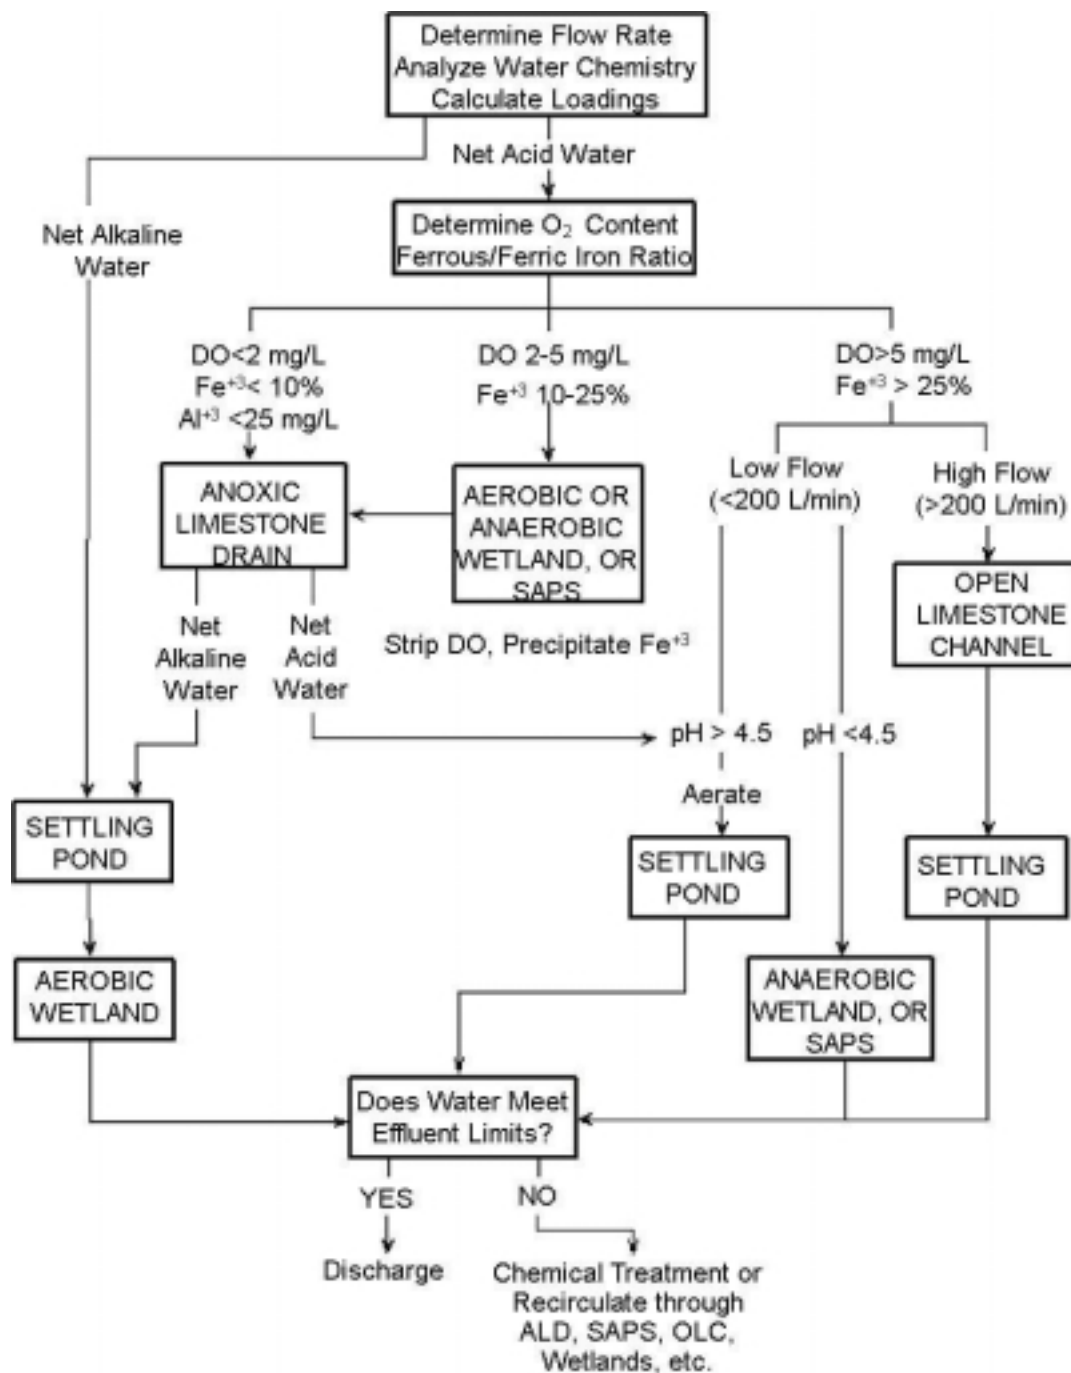 Determine Flow Rate
Analyze Water Chemistry
Calculate Loadings
Net Acid Water
Net Alkaline
Water
Determine O₂ Content
Ferrous/Ferric Iron Ratio
DO<2 mg/L
Fe⁺³< 10%
Al⁺³ <25 mg/L
DO 2-5 mg/L
Fe⁺³ 10-25%
DO>5 mg/L
Fe⁺³ > 25%
Low Flow
(<200 L/min)
High Flow
(>200 L/min)
ANOXIC
LIMESTONE
DRAIN
AEROBIC OR
ANAEROBIC
WETLAND, OR
SAPS
OPEN
LIMESTONE
CHANNEL
Net
Alkaline
Water
Net
Acid
Water
Strip DO, Precipitate Fe⁺³
pH > 4.5
pH <4.5
Aerate
SETTLING
POND
SETTLING
POND
SETTLING
POND
AEROBIC
WETLAND
ANAEROBIC
WETLAND, OR
SAPS
Does Water Meet
Effluent Limits?
YES
NO
Discharge
Chemical Treatment or
Recirculate through
ALD, SAPS, OLC,
Wetlands, etc.